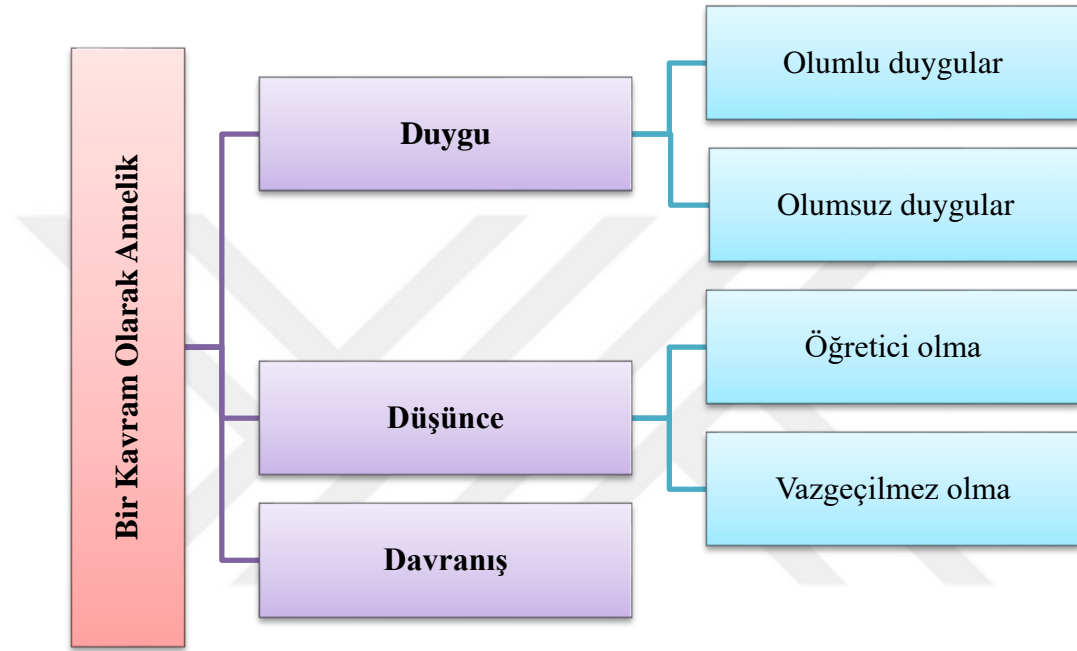 Bir Kavram Olarak Annelik
Duygu
Olumlu duygular
Olumsuz duygular
Düşünce
Öğretici olma
Vazgeçilmez olma
Davranış